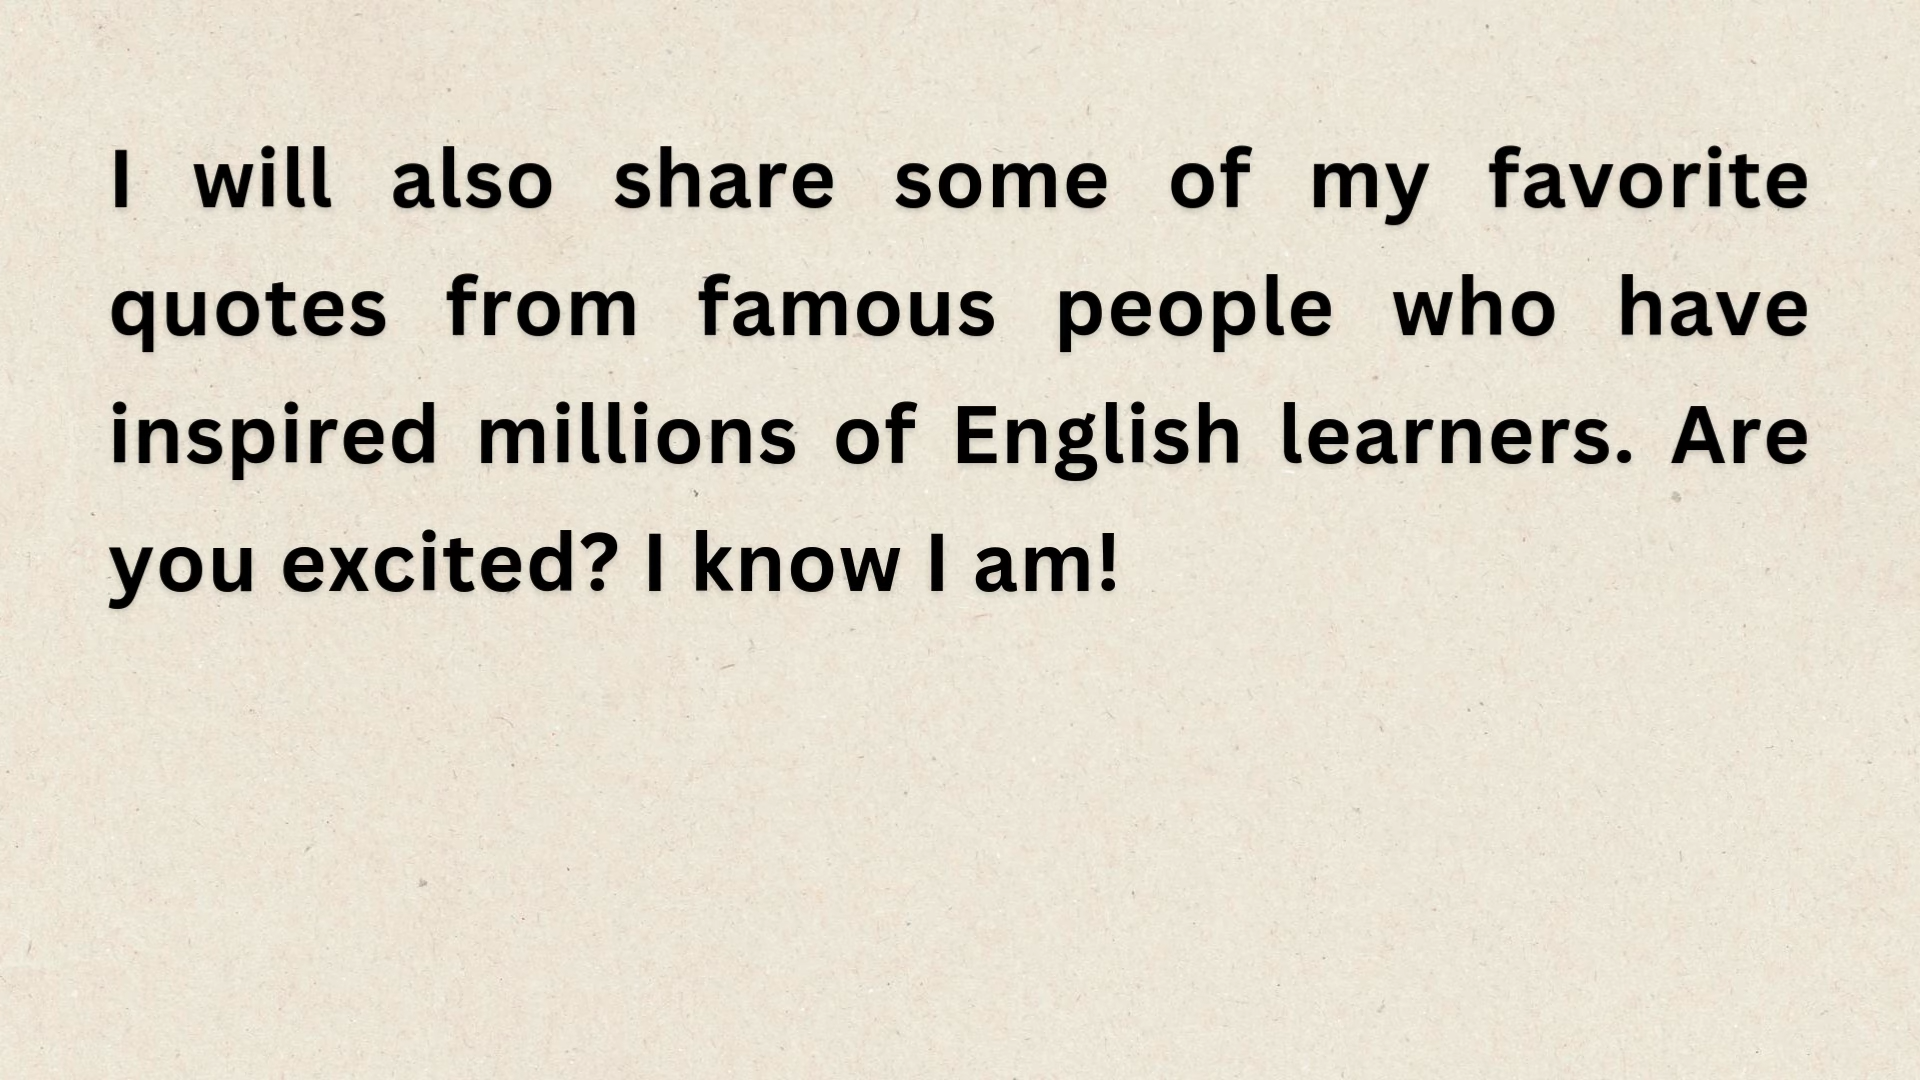 I will also share some of my favorite
quotes from famous people who have
inspired millions of English learners. Are
you excited? I know I am!